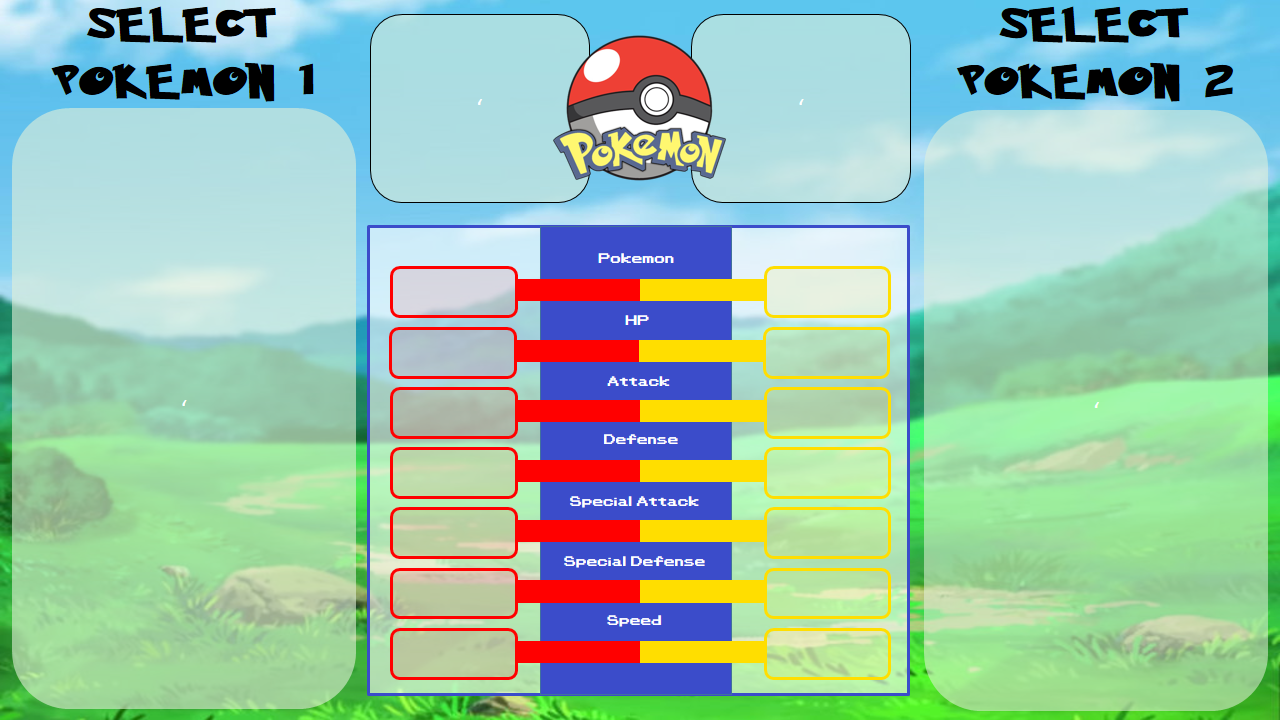 SELECT
POKEMON 1
POKEMON
SELECT
POKEMON 2
Pokemon
HP
Attack
Defense
Special Attack
Special Defense
Speed